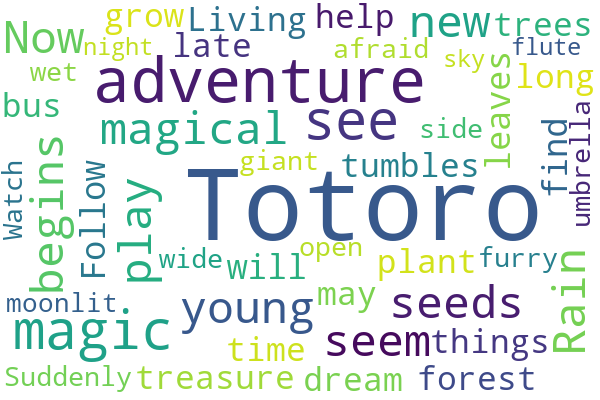 grow Living help new trees
Now night late afraid sky flute
wet adventure long
bus magical see side leaves
giant tumbles find umbrella
Watch begins Follow play Totoro
wide will open plant furry
moonlit young may seeds Rain
magic time seem things
Suddenly treasure dream forest